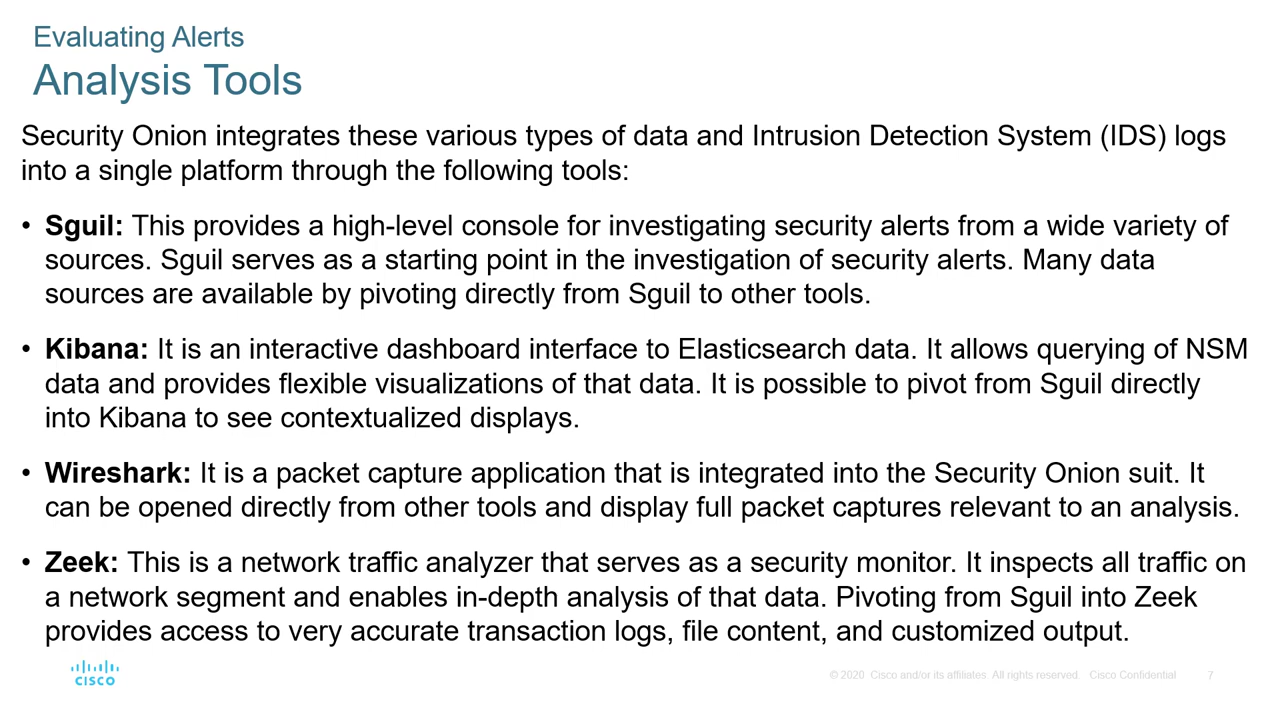 Evaluating Alerts
Analysis Tools
Security Onion integrates these various types of data and Intrusion Detection System (IDS) logs
into a single platform through the following tools:
• Sguil: This provides a high-level console for investigating security alerts from a wide variety of
sources. Sguil serves as a starting point in the investigation of security alerts. Many data
sources are available by pivoting directly from Sguil to other tools.
• Kibana: It is an interactive dashboard interface to Elasticsearch data. It allows querying of NSM
data and provides flexible visualizations of that data. It is possible to pivot from Sguil directly
into Kibana to see contextualized displays.
• Wireshark: It is a packet capture application that is integrated into the Security Onion suit. It
can be opened directly from other tools and display full packet captures relevant to an analysis.
• Zeek: This is a network traffic analyzer that serves as a security monitor. It inspects all traffic on
a network segment and enables in-depth analysis of that data. Pivoting from Sguil into Zeek
provides access to very accurate transaction logs, file content, and customized output.
CISCO
© 2020 Cisco and/or its affiliates. All rights reserved. Cisco Confidential 7